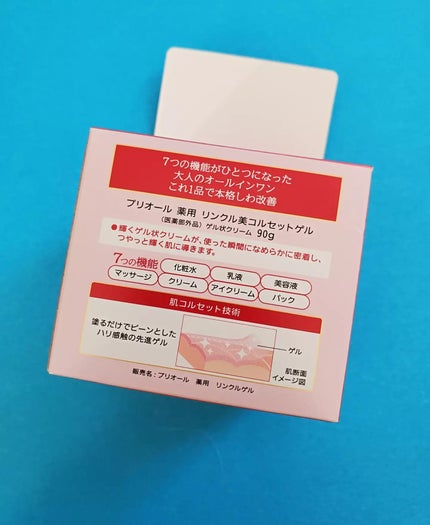 7つの機能がひとつになった
大人のオールインワン
これ1品で本格しわ改善
プリオール 薬用 リンクル美コルセットゲル
(医薬部外品) ゲル状クリーム 90g
●輝くゲル状クリームが、使った瞬間になめらかに密着し、
つやっと輝く肌に導きます。
7つの機能 化粧水 乳液 美容液
マッサージ クリーム アイクリーム パック
肌コルセット技術
塗るだけでピーンとした
ハリ感触の先進ゲル
ゲル
肌断面
イメージ図
販売名:プリオール 薬用 リンクルゲル